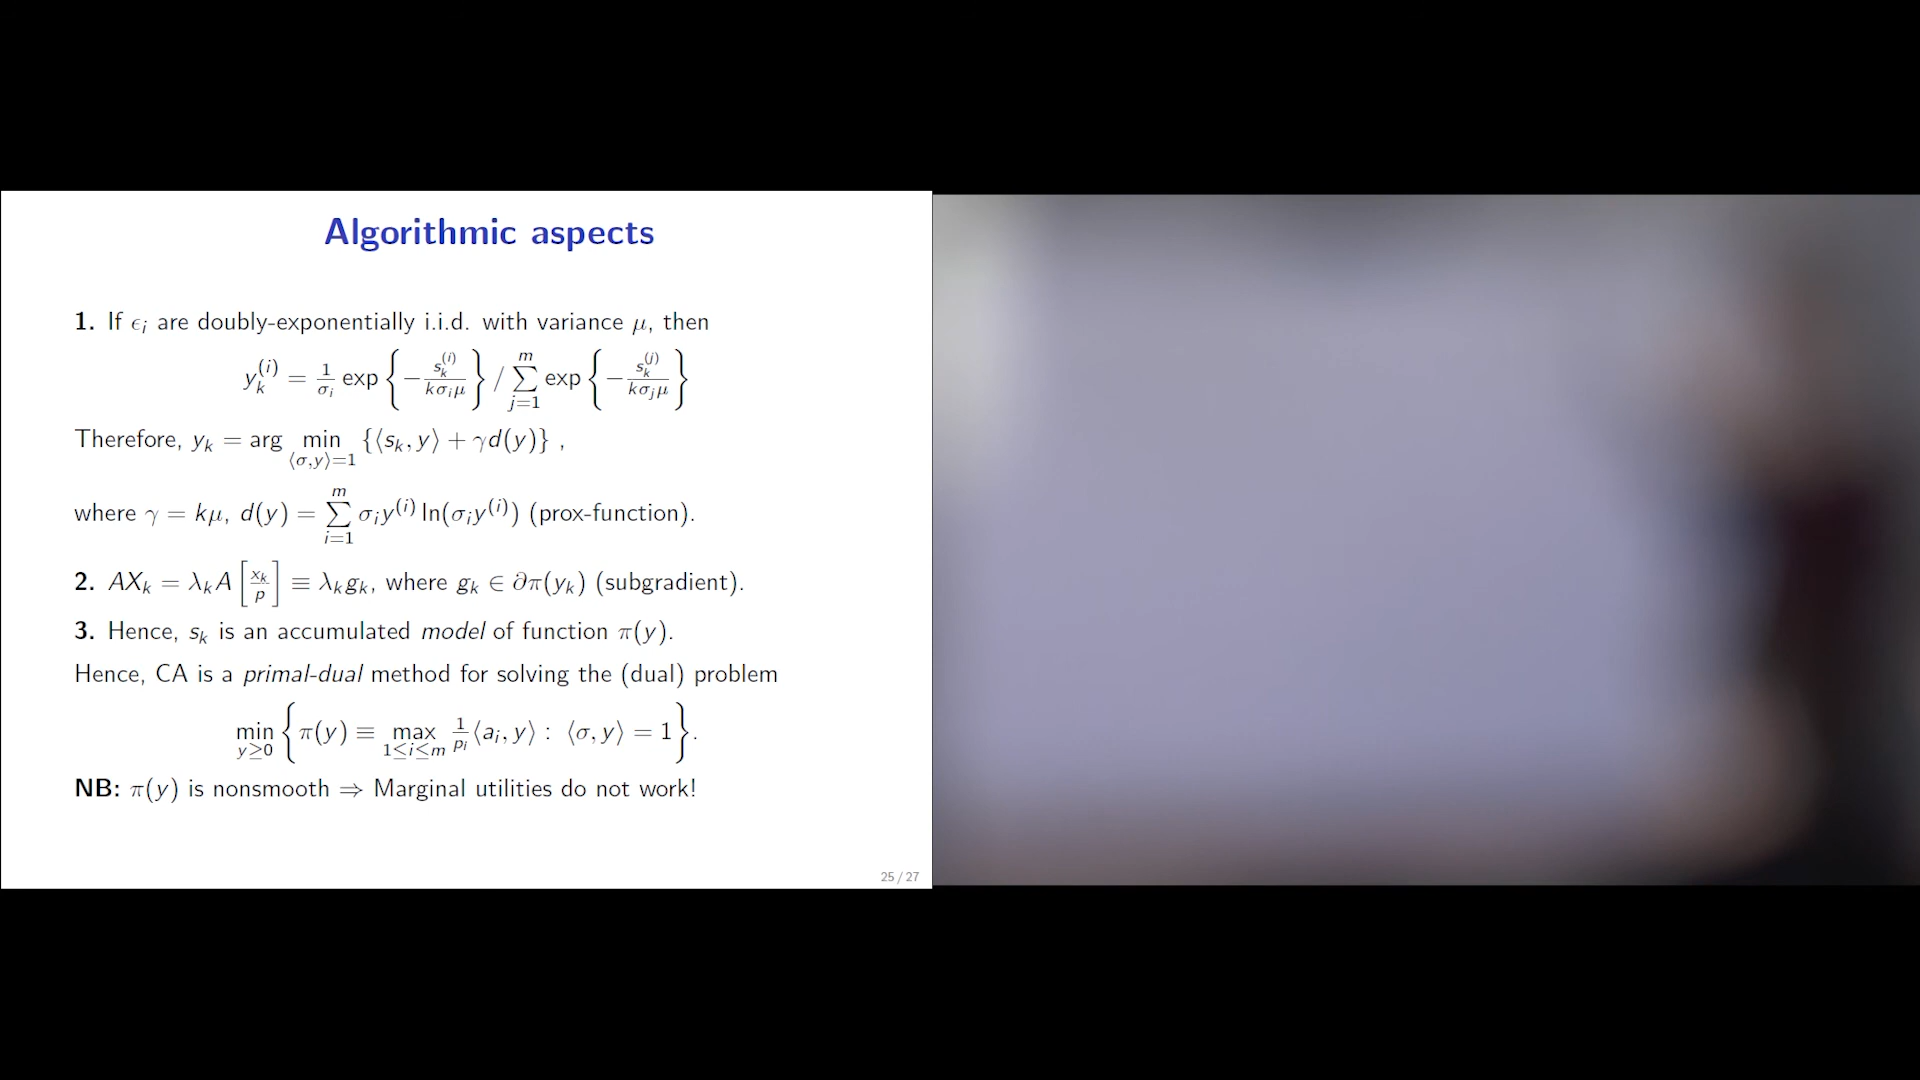 Algorithmic aspects
1. If ϵᵢ are doubly-exponentially i.i.d. with variance μ, then
y_k^{(i)} = \frac{1}{σ_i} exp { − \frac{s_k^{(i)}}{kσ_iμ} } / \sum_{j=1}^{m} exp { − \frac{s_k^{(j)}}{kσ_jμ} }
Therefore, y_k = arg min_{⟨σ,y⟩=1} {⟨s_k, y⟩ + γd(y)} ,
where γ = kμ, d(y) = \sum_{i=1}^{m} σ_i y^{(i)} ln(σ_i y^{(i)}) (prox-function).
2. AX_k = λ_k A [ \frac{x_k}{p} ] ≡ λ_k g_k, where g_k ∈ ∂π(y_k) (subgradient).
3. Hence, s_k is an accumulated model of function π(y).
Hence, CA is a primal-dual method for solving the (dual) problem
min_{y≥0} { π(y) ≡ max_{1≤i≤m} \frac{1}{p_i} ⟨a_i, y⟩ : ⟨σ, y⟩ = 1 } .
NB: π(y) is nonsmooth ⇒ Marginal utilities do not work!
25 / 27